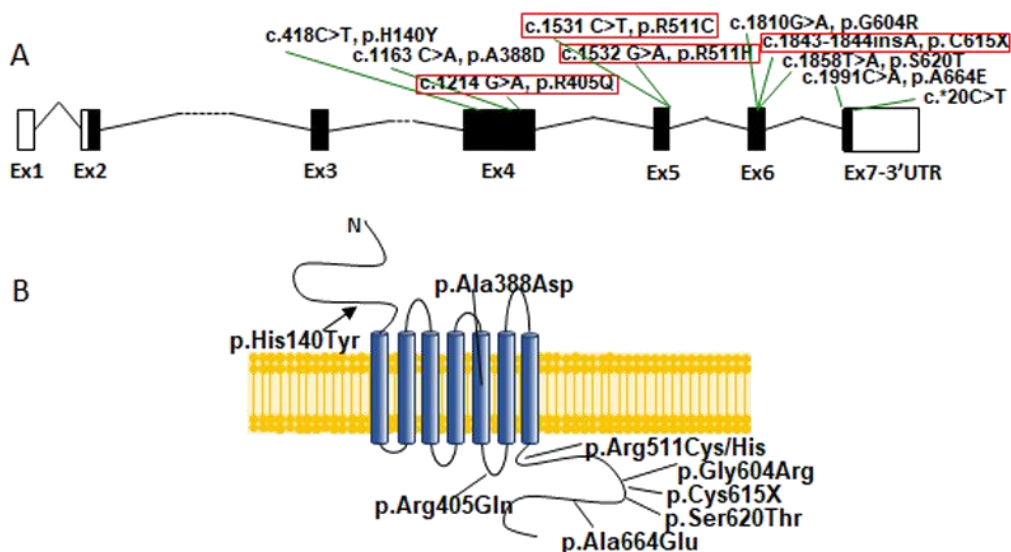 A
c.418C>T, p.H140Y
c.1163 C>A, p.A388D
c.1214 G>A, p.R405Q
c.1531 C>T, p.R511C
c.1532 G>A, p.R511H
c.1810G>A, p.G604R
c.1843-1844insA, p. C615X
c.1858T>A, p.S620T
c.1991C>A, p.A664E
c.*20C>T
Ex1 Ex2 Ex3 Ex4 Ex5 Ex6 Ex7-3’UTR
B
N
p.Ala388Asp
p.His140Tyr
p.Arg511Cys/His
p.Gly604Arg
p.Arg405Gln
p.Cys615X
p.Ser620Thr
p.Ala664Glu